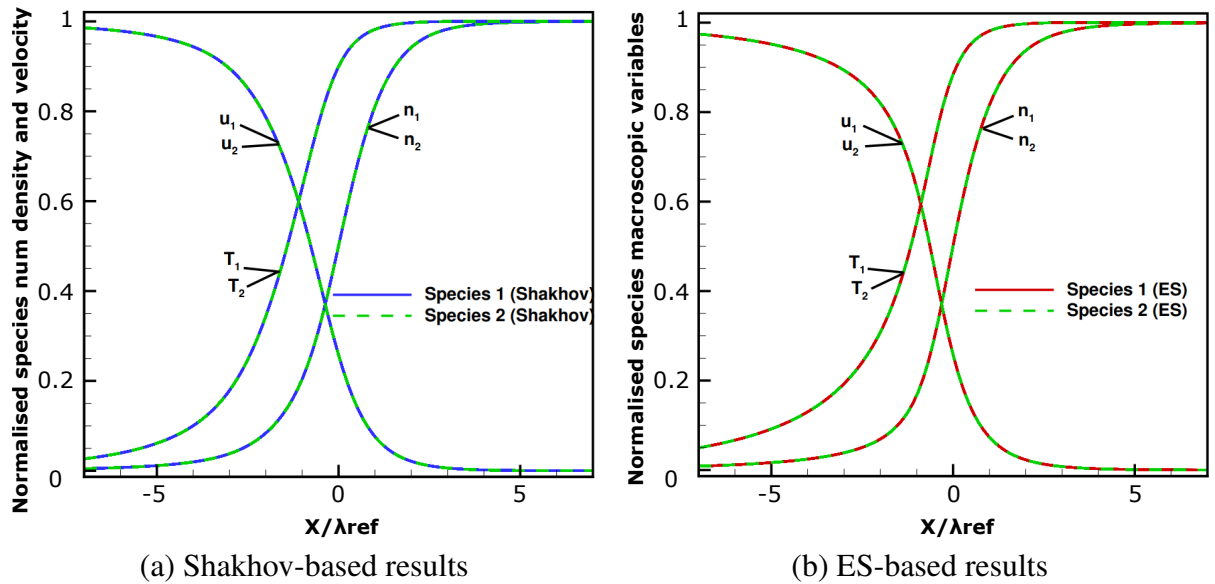 Normalised species num density and velocity
1
0.8
0.6
0.4
0.2
0
-5
0
5
X/λref
u₁
u₂
n₁
n₂
T₁
T₂
Species 1 (Shakhov)
Species 2 (Shakhov)
(a) Shakhov-based results
Normalised species macroscopic variables
1
0.8
0.6
0.4
0.2
0
-5
0
5
X/λref
u₁
u₂
n₁
n₂
T₁
T₂
Species 1 (ES)
Species 2 (ES)
(b) ES-based results